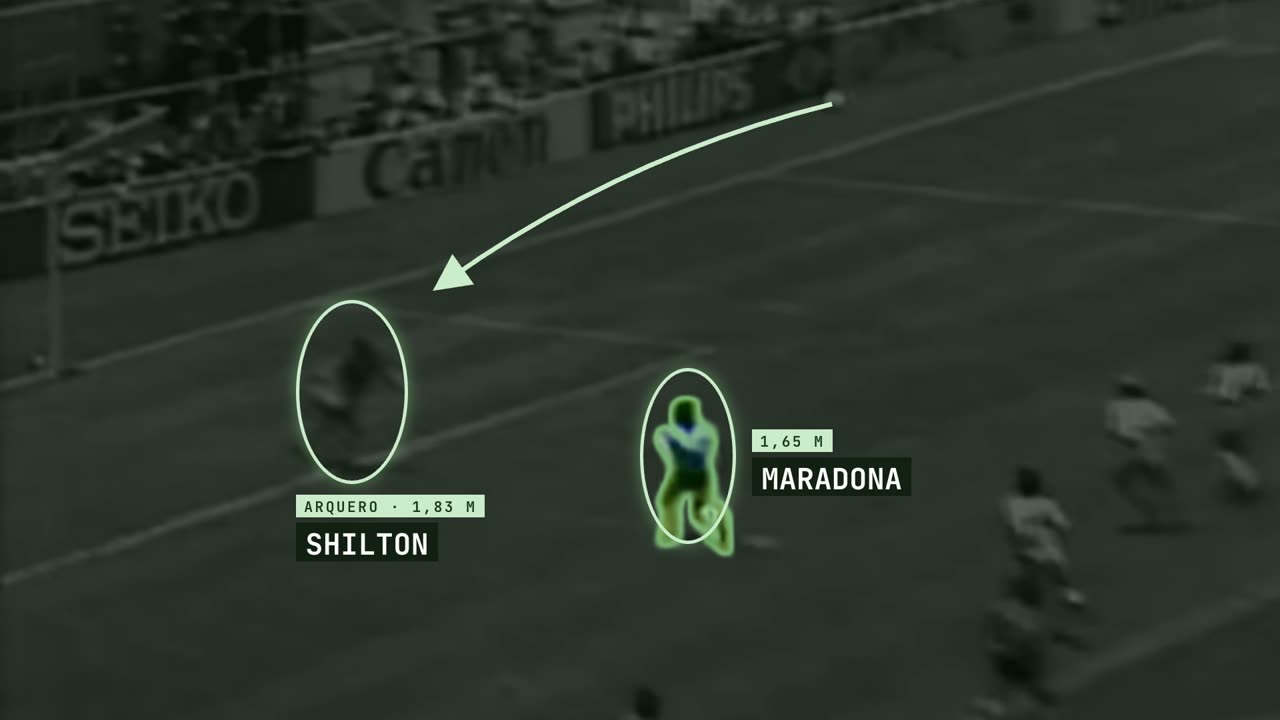 PHILIPS
Canon
SEIKO
1,65 M
MARADONA
ARQUERO · 1,83 M
SHILTON